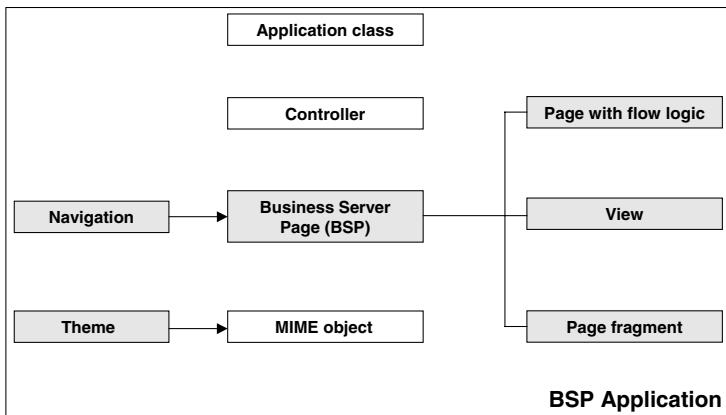 Application class
Controller
Page with flow logic
Navigation
Business Server
Page (BSP)
View
Theme
MIME object
Page fragment
BSP Application